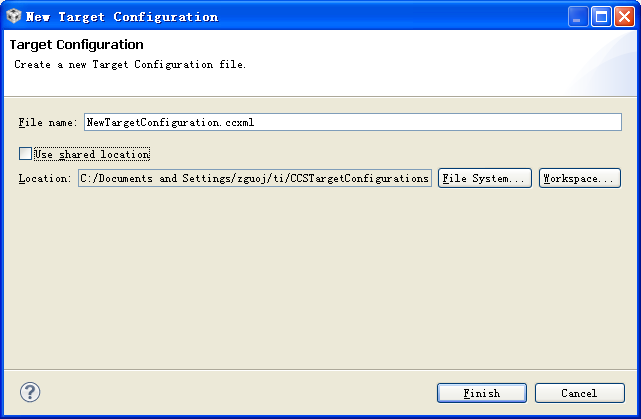 New Target Configuration
Target Configuration
Create a new Target Configuration file.
File name: NewTargetConfiguration.ccxml
Use shared location
Location: C:/Documents and Settings/zguoj/ti/CCSTargetConfigurations File System... Workspace...
? Finish Cancel